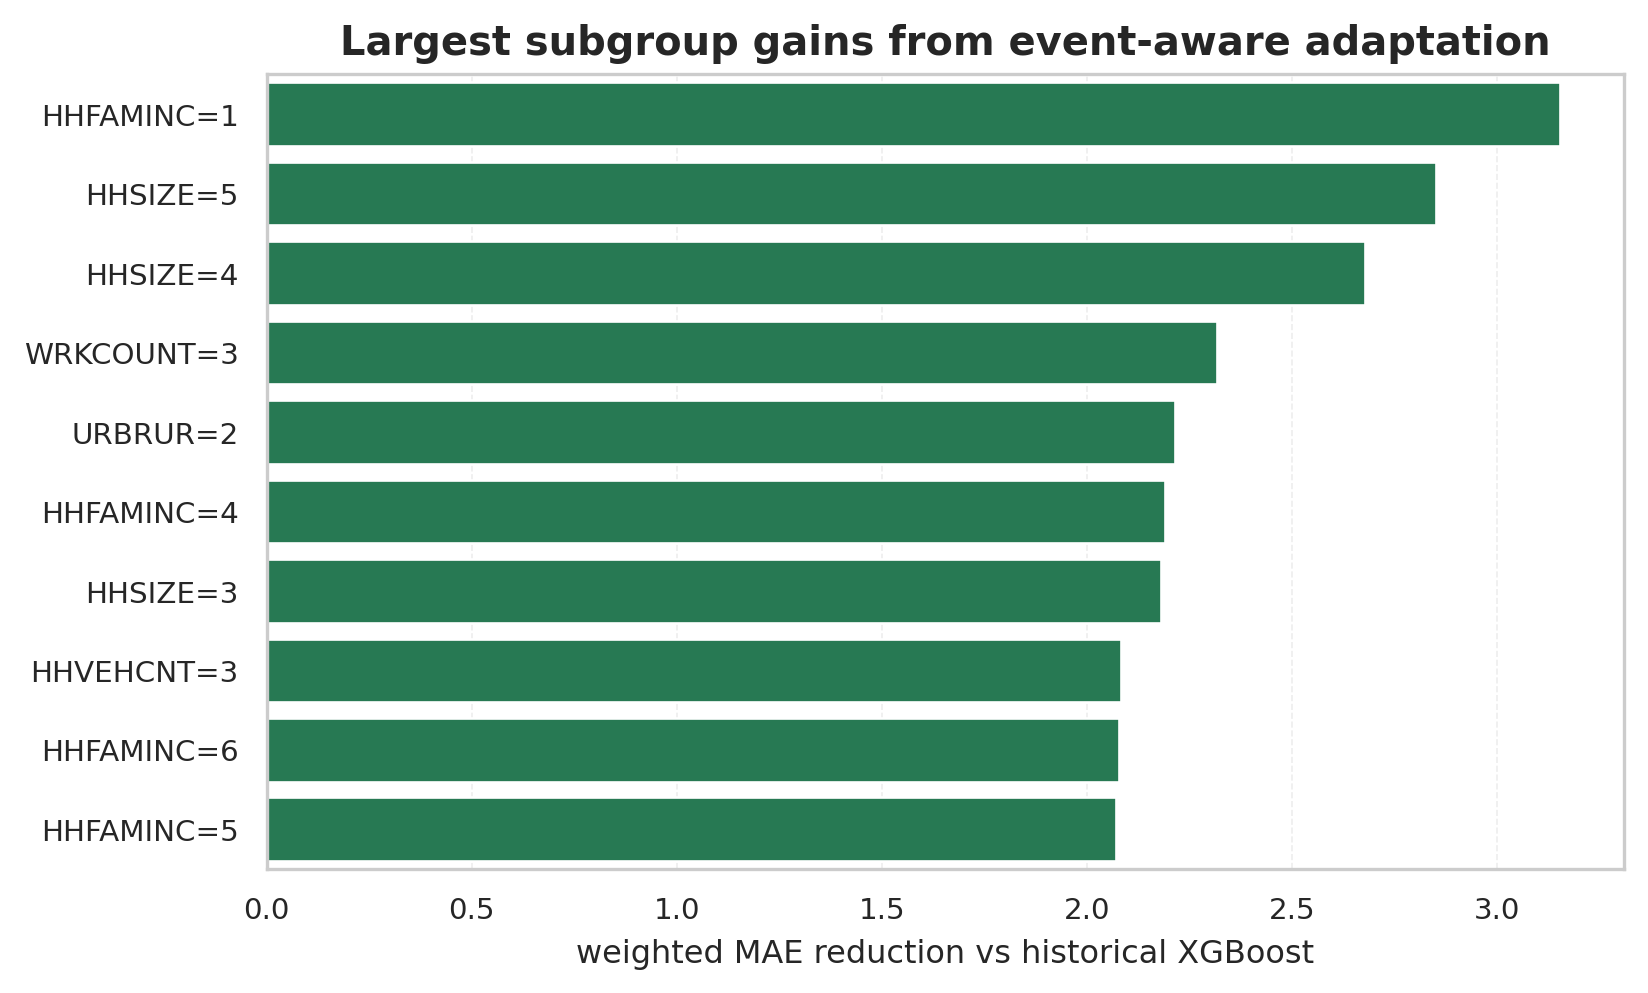 Largest subgroup gains from event-aware adaptation
HHFAMINC=1
HHSIZE=5
HHSIZE=4
WRKCOUNT=3
URBRUR=2
HHFAMINC=4
HHSIZE=3
HHVEHCNT=3
HHFAMINC=6
HHFAMINC=5
0.0 0.5 1.0 1.5 2.0 2.5 3.0
weighted MAE reduction vs historical XGBoost